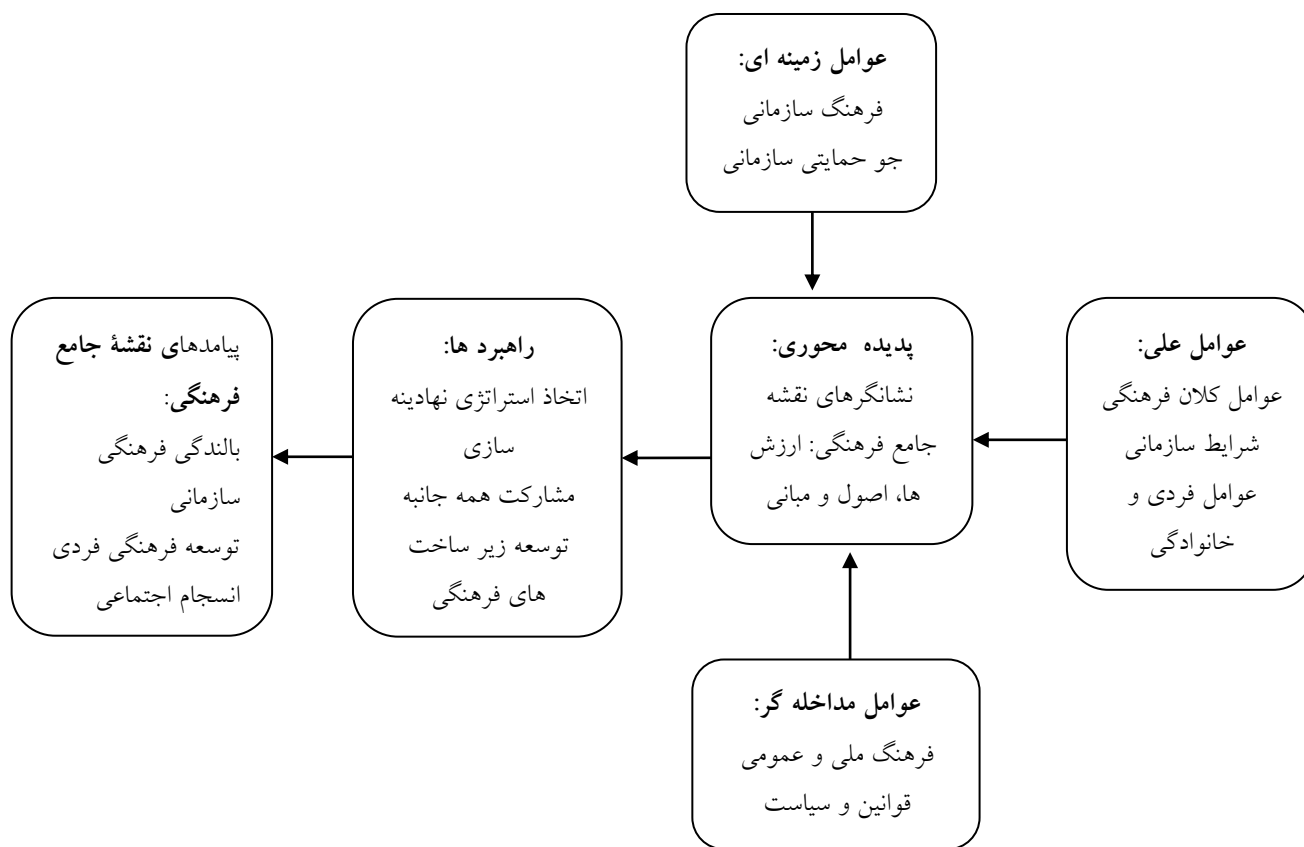 عوامل زمینه ای:
فرهنگ سازمانی
جو حمایتی سازمانی
عوامل علی:
عوامل کلان فرهنگی
شرایط سازمانی
عوامل فردی و
خانوادگی
پدیده محوری:
نشانگرهای نقشه
جامع فرهنگی: ارزش
ها، اصول و مبانی
راهبرد ها:
اتخاذ استراتژی نهادینه
سازی
مشارکت همه جانبه
توسعه زیر ساخت
های فرهنگی
پیامدهای نقشۀ جامع
فرهنگی:
بالندگی فرهنگی
سازمانی
توسعه فرهنگی فردی
انسجام اجتماعی
عوامل مداخله گر:
فرهنگ ملی و عمومی
قوانین و سیاست